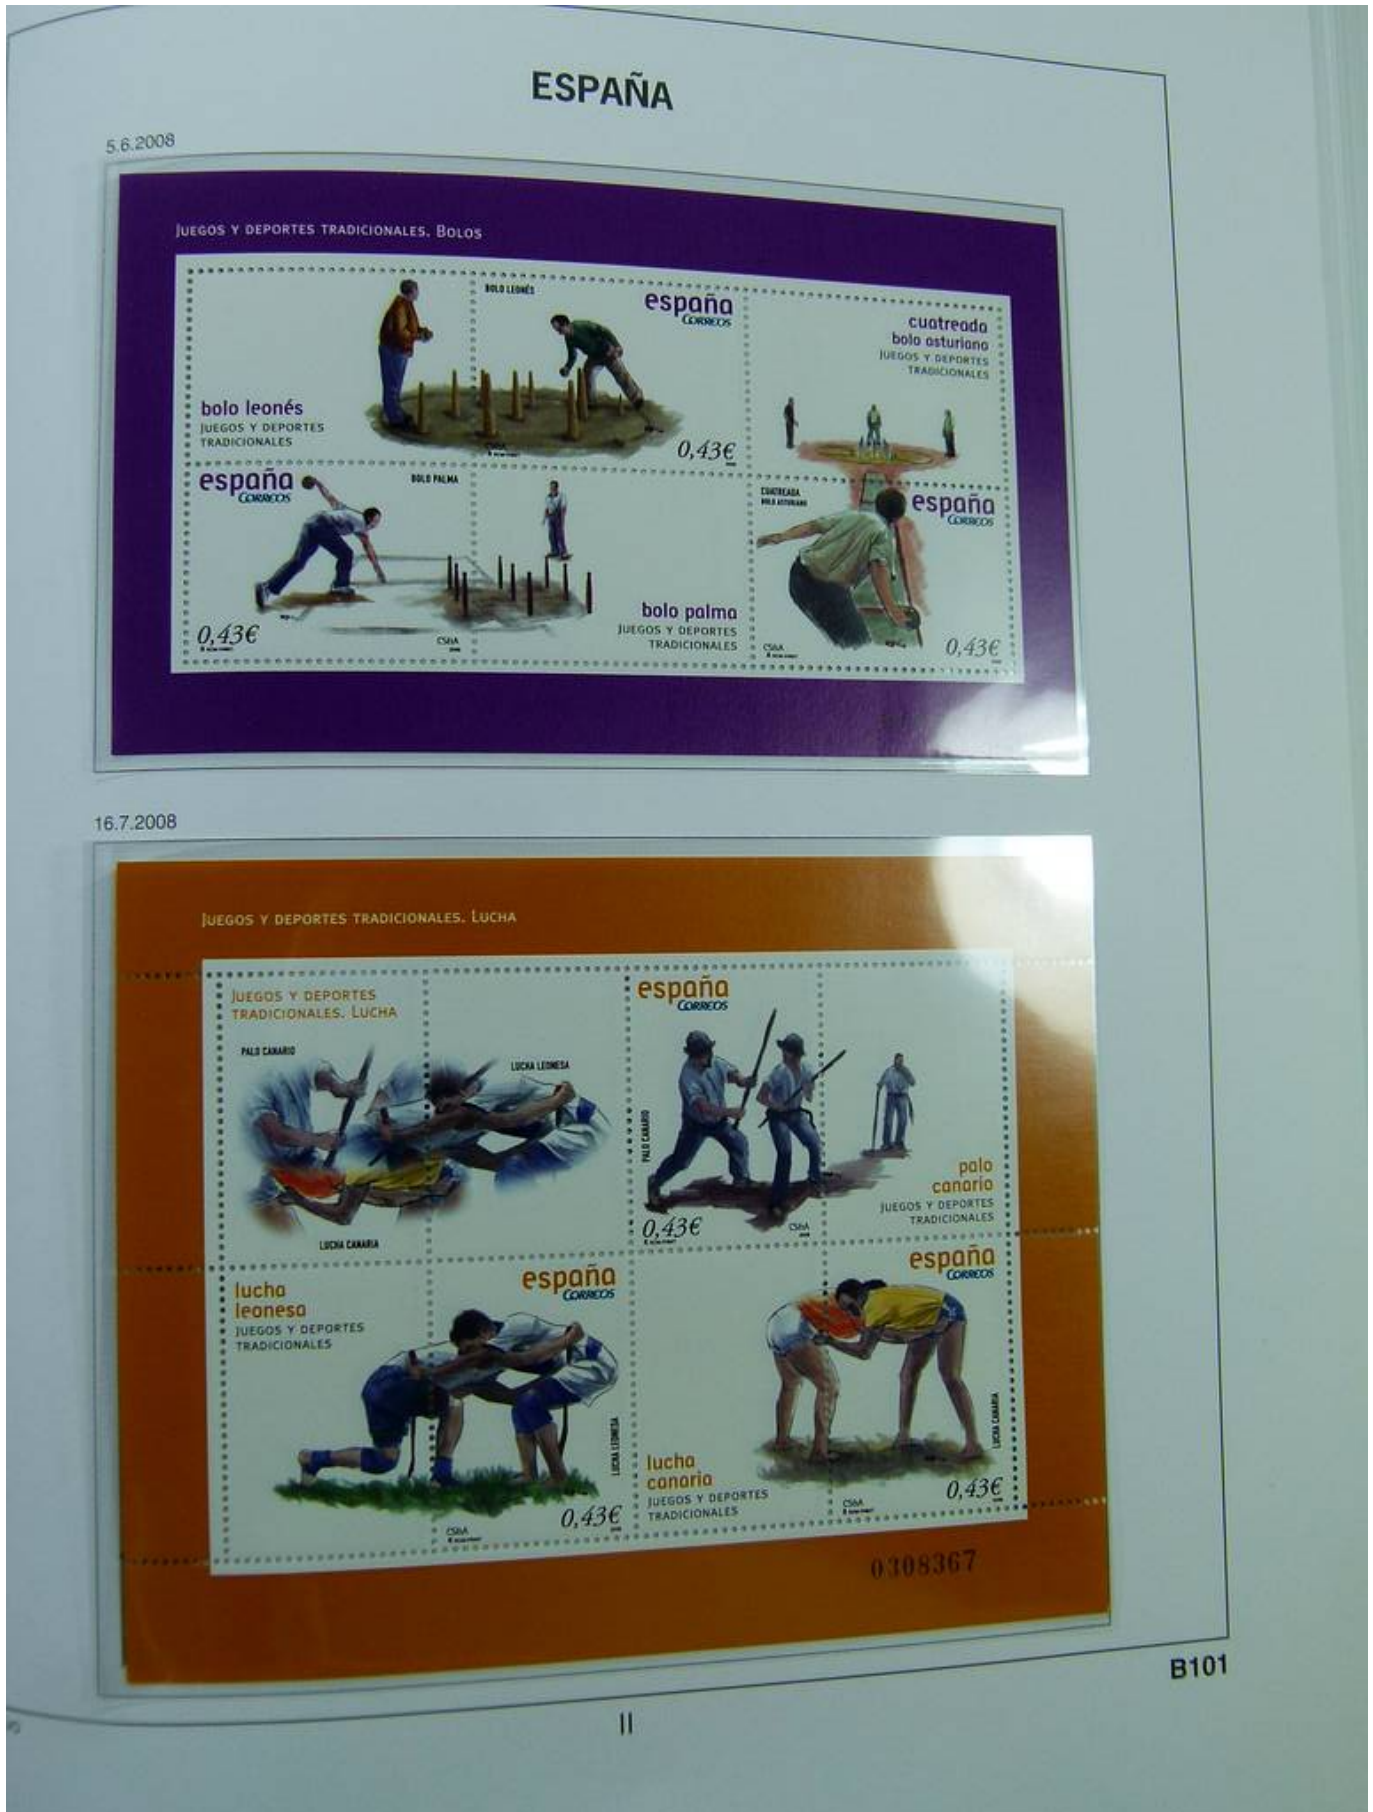 ESPAÑA
5.6.2008
JUEGOS Y DEPORTES TRADICIONALES. BOLOS
BOLO LEONÉS
españa
CORREOS
bolo leonés
JUEGOS Y DEPORTES
TRADICIONALES
0,43€
cuatreada
bolo asturiano
JUEGOS Y DEPORTES
TRADICIONALES
españa
CORREOS
BOLO PALMA
0,43€
bolo palma
JUEGOS Y DEPORTES
TRADICIONALES
CUATREADA
BOLO ASTURIANO
españa
CORREOS
0,43€
16.7.2008
JUEGOS Y DEPORTES TRADICIONALES. LUCHA
JUEGOS Y DEPORTES
TRADICIONALES. LUCHA
PALO CANARIO
LUCHA LEONESA
LUCHA CANARIA
españa
CORREOS
PALO CANARIO
0,43€
palo
canario
JUEGOS Y DEPORTES
TRADICIONALES
lucha
leonesa
JUEGOS Y DEPORTES
TRADICIONALES
españa
CORREOS
LUCHA LEONESA
0,43€
lucha
canaria
JUEGOS Y DEPORTES
TRADICIONALES
españa
CORREOS
LUCHA CANARIA
0,43€
0308367
B101
II